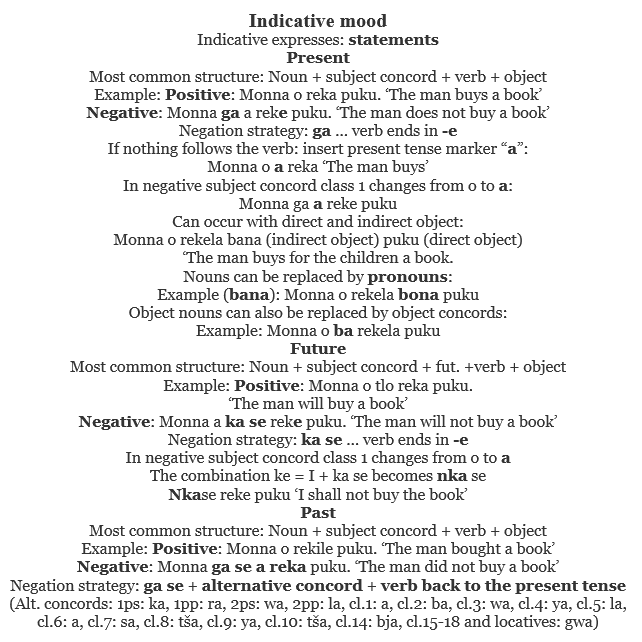 Indicative mood
Indicative expresses: statements
Present
Most common structure: Noun + subject concord + verb + object
Example: Positive: Monna o reka puku. ‘The man buys a book’
Negative: Monna ga a reke puku. ‘The man does not buy a book’
Negation strategy: ga ... verb ends in -e
If nothing follows the verb: insert present tense marker “a”:
Monna o a reka ‘The man buys’
In negative subject concord class 1 changes from o to a:
Monna ga a reke puku
Can occur with direct and indirect object:
Monna o rekela bana (indirect object) puku (direct object)
‘The man buys for the children a book.
Nouns can be replaced by pronouns:
Example (bana): Monna o rekela bona puku
Object nouns can also be replaced by object concords:
Example: Monna o ba rekela puku
Future
Most common structure: Noun + subject concord + fut. +verb + object
Example: Positive: Monna o tlo reka puku.
‘The man will buy a book’
Negative: Monna a ka se reke puku. ‘The man will not buy a book’
Negation strategy: ka se ... verb ends in -e
In negative subject concord class 1 changes from o to a
The combination ke = I + ka se becomes nka se
Nkase reke puku ‘I shall not buy the book’
Past
Most common structure: Noun + subject concord + verb + object
Example: Positive: Monna o rekile puku. ‘The man bought a book’
Negative: Monna ga se a reka puku. ‘The man did not buy a book’
Negation strategy: ga se + alternative concord + verb back to the present tense
(Alt. concords: 1ps: ka, 1pp: ra, 2ps: wa, 2pp: la, cl.1: a, cl.2: ba, cl.3: wa, cl.4: ya, cl.5: la,
cl.6: a, cl.7: sa, cl.8: tša, cl.9: ya, cl.10: tša, cl.14: bja, cl.15-18 and locatives: gwa)